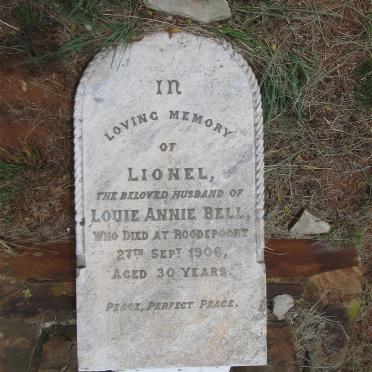 IN
LOVING MEMORY
OF
LIONEL,
THE BELOVED HUSBAND OF
LOUIE ANNIE BELL,
WHO DIED AT ROODEPOORT
27TH SEPT 1906,
AGED 30 YEARS.
PEACE, PERFECT PEACE.